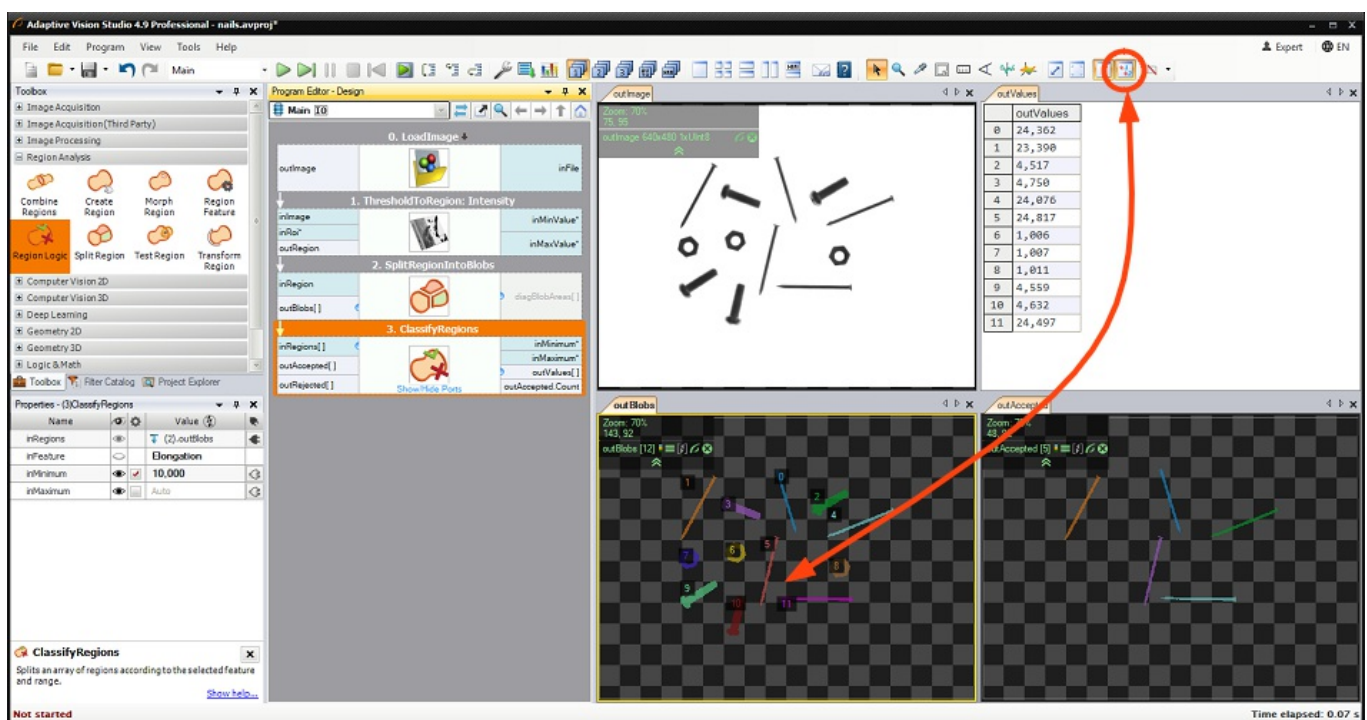 Adaptive Vision Studio 4.9 Professional - nails.avproj*
File Edit Program View Tools Help
Expert EN
Main
Toolbox
Image Acquisition
Image Acquisition (Third Party)
Image Processing
Region Analysis
Combine Regions
Create Region
Morph Region
Region Feature
Region Logic
Split Region
Test Region
Transform Region
Computer Vision 2D
Computer Vision 3D
Deep Learning
Geometry 2D
Geometry 3D
Logic & Math
Toolbox Filter Catalog Project Explorer
Properties - (3)ClassifyRegions
Name Value
inRegions (2).outBlobs
inFeature Elongation
inMinimum 10,000
inMaximum Auto
ClassifyRegions
Splits an array of regions according to the selected feature
and range.
Show help...
Not started
Program Editor - Design
Main
0. LoadImage
outImage inFile
1. ThresholdToRegion: Intensity
inImage inMinValue*
inRoi*
outRegion inMaxValue*
2. SplitRegionIntoBlobs
inRegion
outBlobs[] diagBlobAreas[]
3. ClassifyRegions
inRegions[] inMinimum*
inMaximum*
outAccepted[] outValues[]
outRejected[] Show/Hide Ports outAccepted.Count
outImage
Zoom: 70%
75, 95
outImage 640x480 1xUInt8
outValues
outValues
0 24,362
1 23,390
2 4,517
3 4,750
4 24,076
5 24,817
6 1,006
7 1,007
8 1,011
9 4,559
10 4,632
11 24,497
outBlobs
Zoom: 70%
143, 92
outBlobs [12]
0
1
2
3
4
5
6
7
8
9
10
11
outAccepted
Zoom: 70%
outAccepted [5]
Time elapsed: 0.07 s